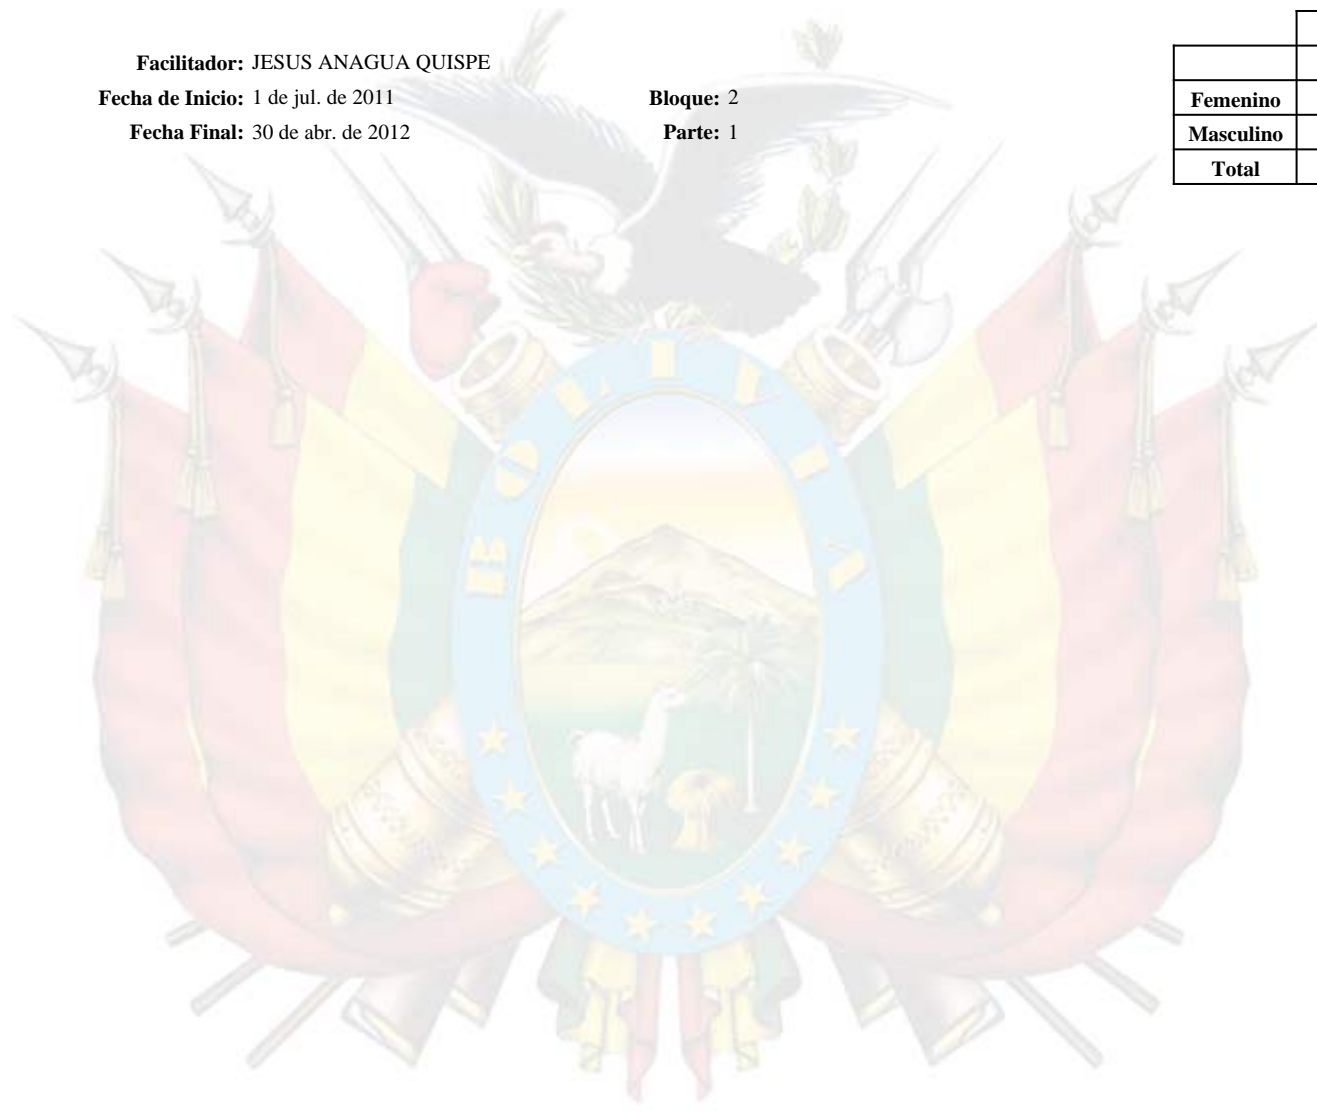 Facilitador: JESUS ANAGUA QUISPE
Fecha de Inicio: 1 de jul. de 2011 Bloque: 2
Fecha Final: 30 de abr. de 2012 Parte: 1
Femenino
Masculino
Total
BOLIVIA